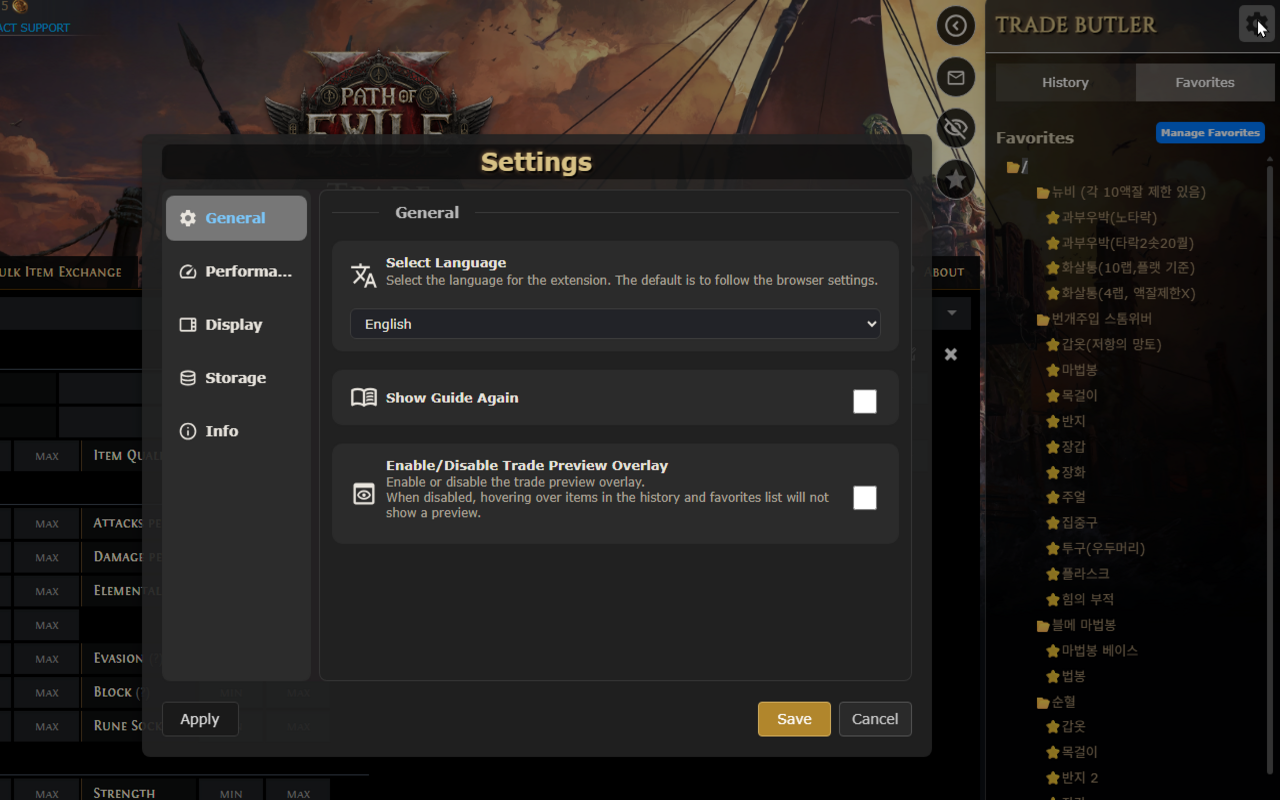 5
ACT SUPPORT
PATH OF
EXILE
TRADE BUTLER
History
Favorites
Favorites
Manage Favorites
/
뉴비 (각 10액잘 제한 있음)
과부우박(노타락)
과부우박(타락2솟20퀄)
화살통(10랩,플랫 기준)
화살통(4랩, 액잘제한X)
번개주입 스톰위버
갑옷(저항의 망토)
마법봉
목걸이
반지
장갑
장화
주얼
집중구
투구(우두머리)
플라스크
힘의 부적
블메 마법봉
마법봉 베이스
법봉
순혈
갑옷
목걸이
반지 2
Settings
General
Performa...
Display
Storage
Info
General
Select Language
Select the language for the extension. The default is to follow the browser settings.
English
Show Guide Again
Enable/Disable Trade Preview Overlay
Enable or disable the trade preview overlay.
When disabled, hovering over items in the history and favorites list will not
show a preview.
Apply
Save
Cancel
ULK ITEM EXCHANGE
ABOUT
MAX
ITEM QUAL
MAX
ATTACKS PE
MAX
DAMAGE PE
MAX
ELEMENTAL
MAX
MAX
EVASION
MAX
BLOCK (?)
MIN
MAX
MAX
RUNE SOCK
MAX
MAX
STRENGTH
MIN
MAX